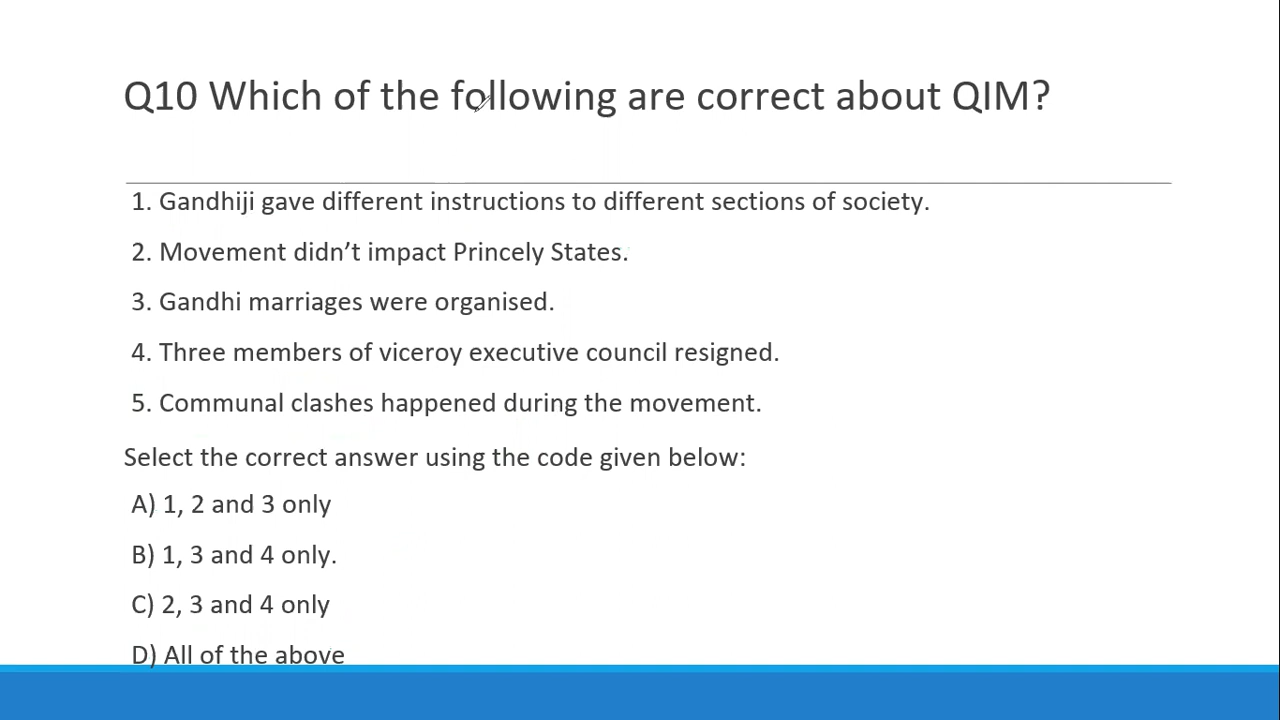 Q10 Which of the following are correct about QIM?
1. Gandhiji gave different instructions to different sections of society.
2. Movement didn’t impact Princely States.
3. Gandhi marriages were organised.
4. Three members of viceroy executive council resigned.
5. Communal clashes happened during the movement.
Select the correct answer using the code given below:
A) 1, 2 and 3 only
B) 1, 3 and 4 only.
C) 2, 3 and 4 only
D) All of the above